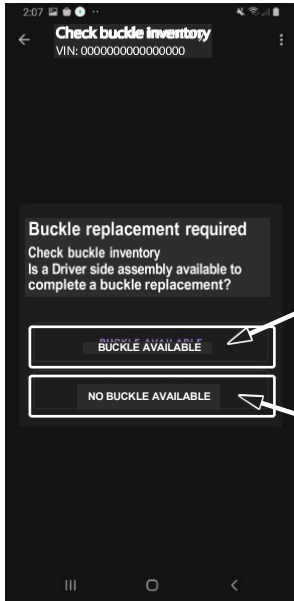 2:07
Check buckle inventory
VIN: 0000000000000000
Buckle replacement required
Check buckle inventory
Is a Driver side assembly available to
complete a buckle replacement?
BUCKLE AVAILABLE
NO BUCKLE AVAILABLE